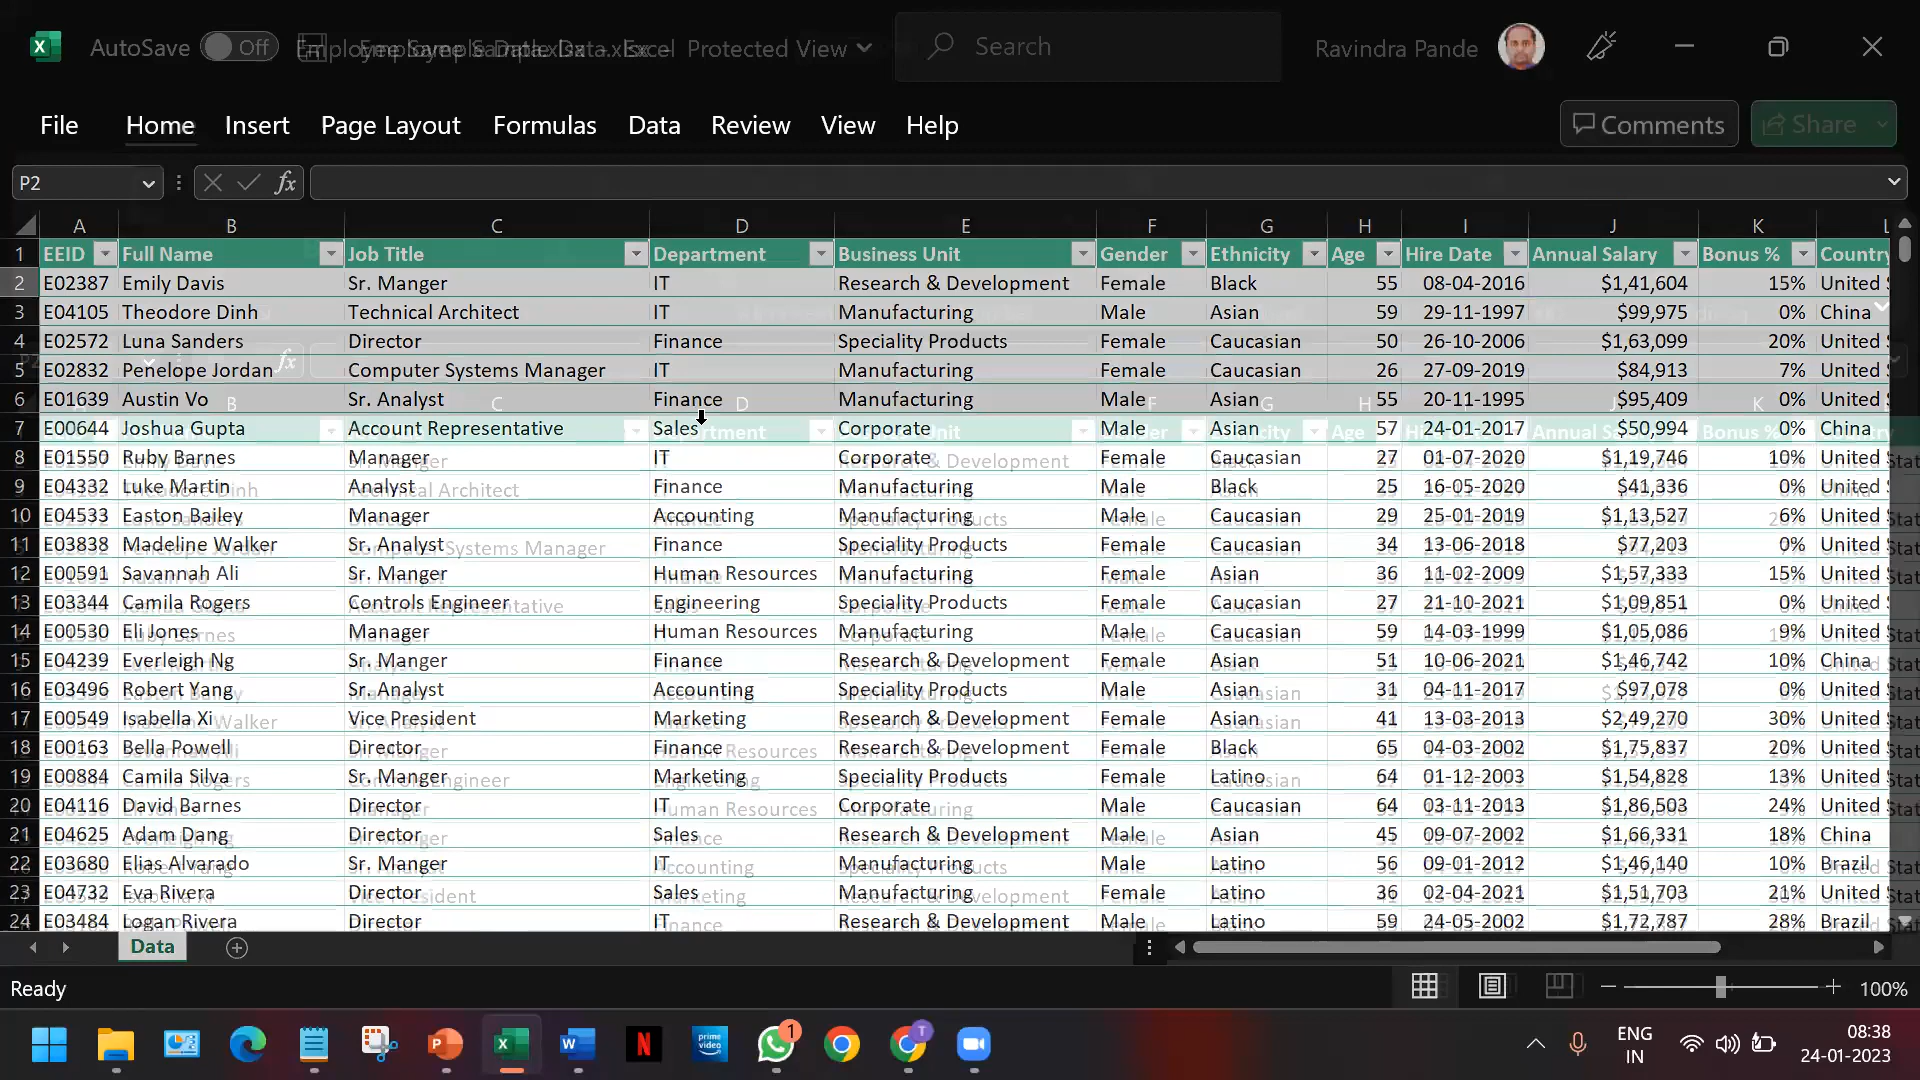 AutoSave Off Excel Protected View Search Ravindra Pande
File Home Insert Page Layout Formulas Data Review View Help Comments Share
P2 fx
A B C D E F G H I J K L
1 EEID Full Name Job Title Department Business Unit Gender Ethnicity Age Hire Date Annual Salary Bonus % Country
2 E02387 Emily Davis Sr. Manger IT Research & Development Female Black 55 08-04-2016 $1,41,604 15% United
3 E04105 Theodore Dinh Technical Architect IT Manufacturing Male Asian 59 29-11-1997 $99,975 0% China
4 E02572 Luna Sanders Director Finance Speciality Products Female Caucasian 50 26-10-2006 $1,63,099 20% United
5 E02832 Penelope Jordan Computer Systems Manager IT Manufacturing Female Caucasian 26 27-09-2019 $84,913 7% United
6 E01639 Austin Vo Sr. Analyst Finance Manufacturing Male Asian 55 20-11-1995 $95,409 0% China
7 E00644 Joshua Gupta Account Representative Sales Corporate Male Asian 57 24-01-2017 $50,994 0% China
8 E01550 Ruby Barnes Manager IT Corporate Female Caucasian 27 01-07-2020 $1,19,746 10% United
9 E04332 Luke Martin Analyst Finance Manufacturing Male Black 25 16-05-2020 $41,336 0% United
10 E04533 Easton Bailey Manager Accounting Manufacturing Male Caucasian 29 25-01-2019 $1,13,527 6% United
11 E03838 Madeline Walker Sr. Analyst Finance Speciality Products Female Caucasian 34 13-06-2018 $77,203 0% United
12 E00591 Savannah Ali Sr. Manger Human Resources Manufacturing Female Asian 36 11-02-2009 $1,57,333 15% United
13 E03344 Camila Rogers Controls Engineer Engineering Speciality Products Female Caucasian 27 21-10-2021 $1,09,851 0% United
14 E00530 Eli Jones Manager Human Resources Manufacturing Male Caucasian 59 14-03-1999 $1,05,086 9% United
15 E04239 Everleigh Ng Sr. Manger Finance Research & Development Female Asian 51 10-06-2021 $1,46,742 10% China
16 E03496 Robert Yang Sr. Analyst Accounting Speciality Products Male Asian 31 04-11-2017 $97,078 0% United
17 E00549 Isabella Xi Vice President Marketing Research & Development Female Asian 41 13-03-2013 $2,49,270 30% United
18 E00163 Bella Powell Director Finance Research & Development Female Black 65 04-03-2002 $1,75,837 20% United
19 E00884 Camila Silva Sr. Manger Marketing Speciality Products Female Latino 64 01-12-2003 $1,54,828 13% United
20 E04116 David Barnes Director IT Corporate Male Caucasian 64 03-11-2013 $1,86,503 24% United
21 E04625 Adam Dang Director Sales Research & Development Male Asian 45 09-07-2002 $1,66,331 18% China
22 E03680 Elias Alvarado Sr. Manger IT Manufacturing Male Latino 56 09-01-2012 $1,46,140 10% Brazil
23 E04732 Eva Rivera Director Sales Manufacturing Female Latino 36 02-04-2021 $1,51,703 21% United
24 E03484 Logan Rivera Director IT Research & Development Male Latino 59 24-05-2002 $1,72,787 28% Brazil
Data
Ready 100%
prime video 1 T ENG IN 08:38
24-01-2023